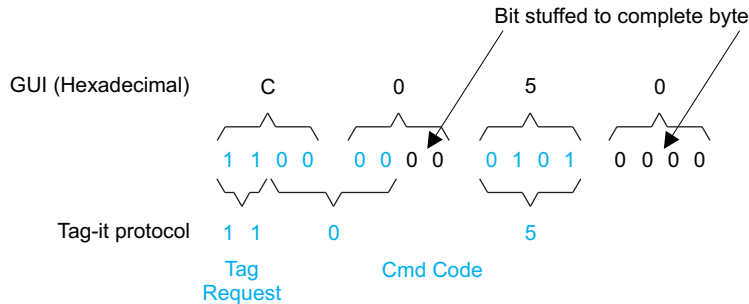 Bit stuffed to complete byte
GUI (Hexadecimal) C 0 5 0
1 1 0 0 0 0 0 0 0 1 0 1 0 0 0 0
Tag-it protocol 1 1 0 5
Tag Cmd Code
Request